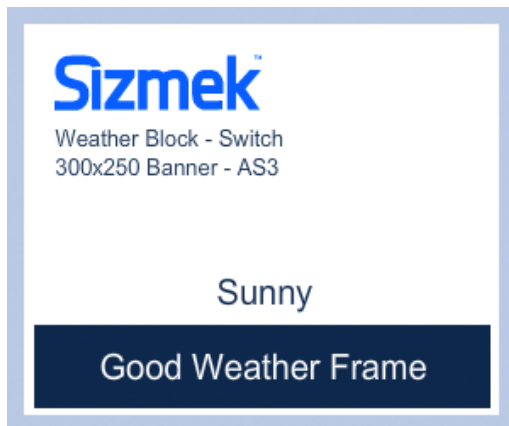 Sizmek™
Weather Block - Switch
300x250 Banner - AS3
Sunny
Good Weather Frame